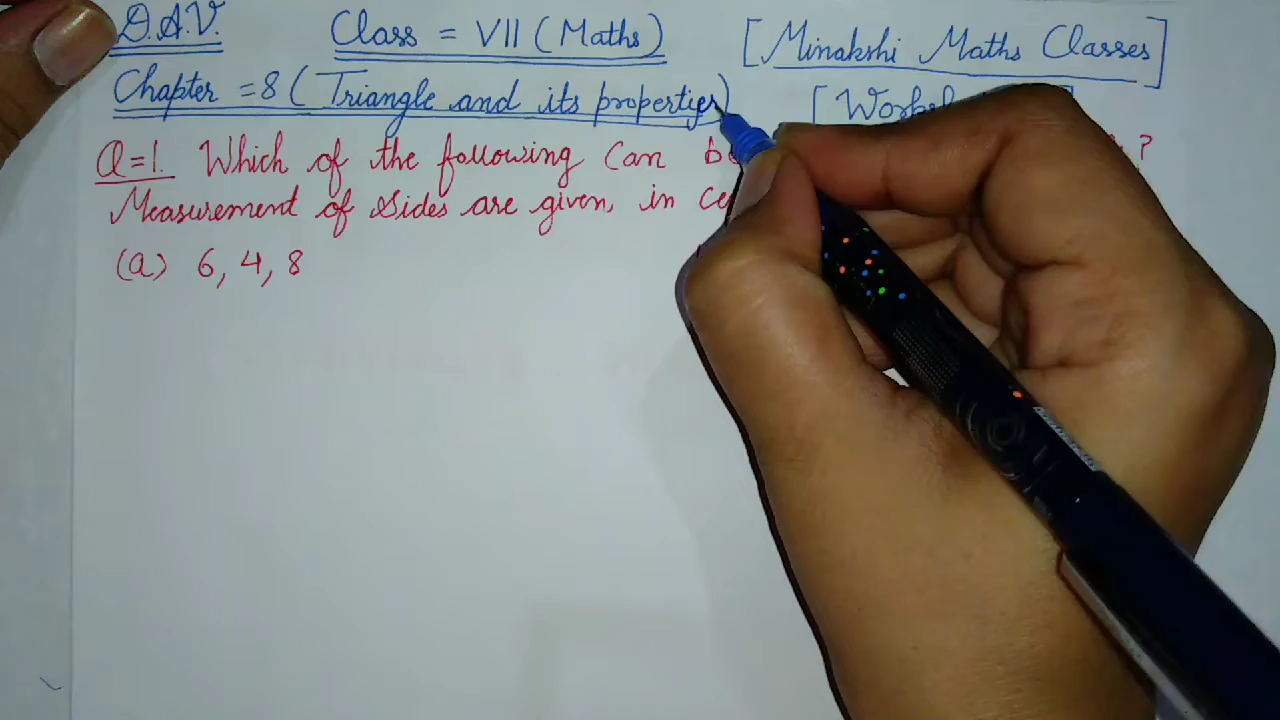 D.A.V. Class = VII (Maths) [Minakshi Maths Classes]
Chapter = 8 (Triangle and its properties) [
Q=1. Which of the following Can ?
Measurement of Sides are given, in
(a) 6, 4, 8